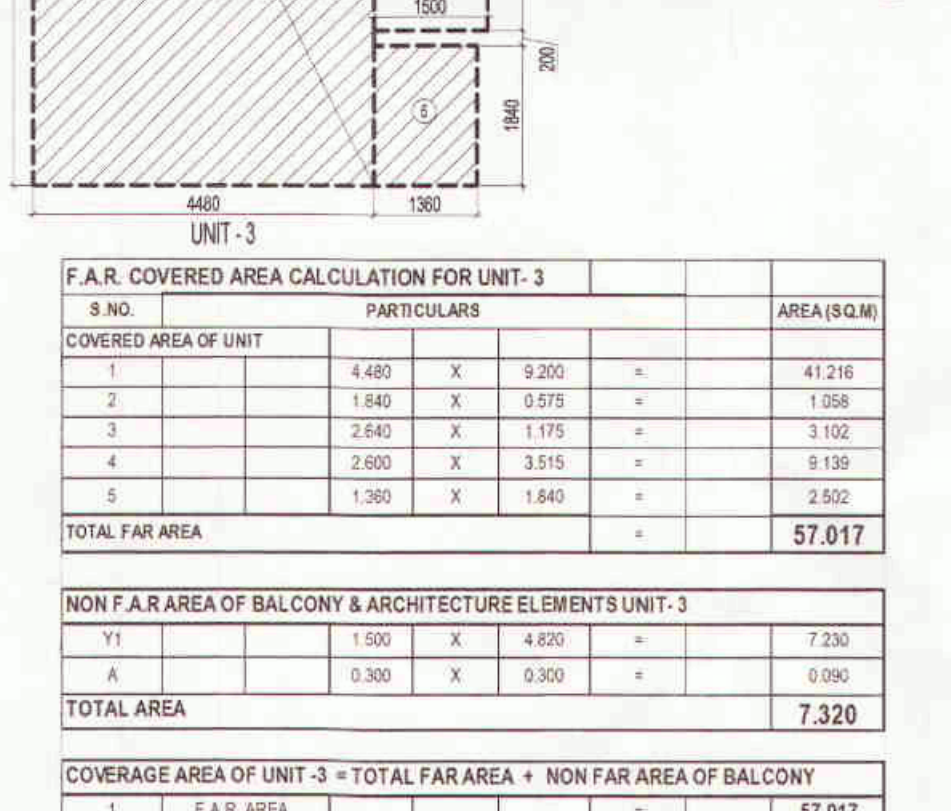 1500
200
6
1840
4480 1360
UNIT - 3
F.A.R. COVERED AREA CALCULATION FOR UNIT- 3
S.NO. PARTICULARS AREA (SQ.M)
COVERED AREA OF UNIT
1 4.480 X 9.200 = 41.216
2 1.840 X 0.575 = 1.058
3 2.640 X 1.175 = 3.102
4 2.600 X 3.515 = 9.139
5 1.360 X 1.840 = 2.502
TOTAL FAR AREA = 57.017
NON F.A.R AREA OF BALCONY & ARCHITECTURE ELEMENTS UNIT- 3
Y1 1.500 X 4.820 = 7.230
A 0.300 X 0.300 = 0.090
TOTAL AREA 7.320
COVERAGE AREA OF UNIT -3 = TOTAL FAR AREA + NON FAR AREA OF BALCONY
1 F.A.R. AREA = 57.017